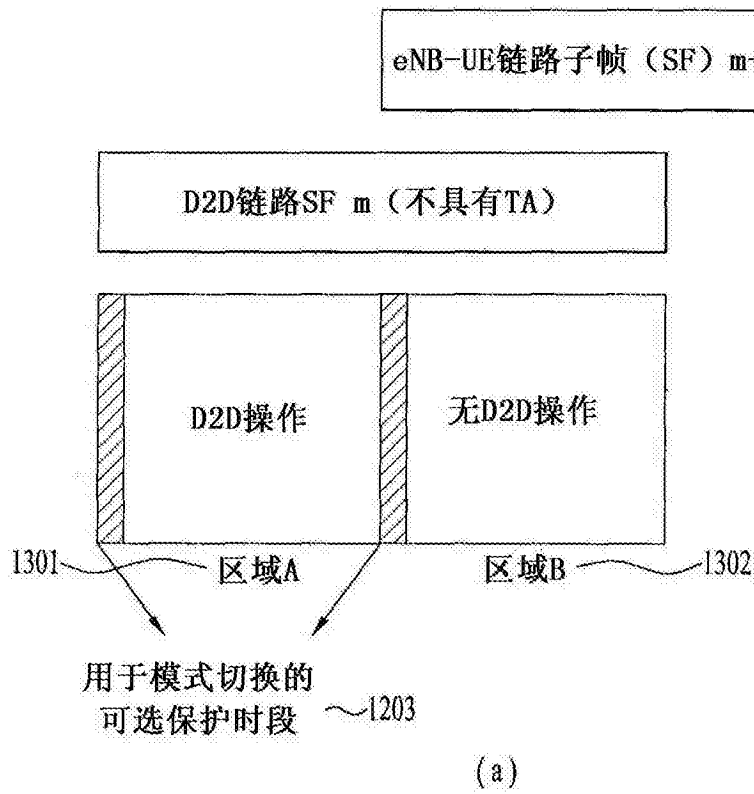 eNB-UE链路子帧（SF）m-
D2D链路SF m（不具有TA）
D2D操作
无D2D操作
1301
区域A
区域B
1302
用于模式切换的
可选保护时段
1203
(a)